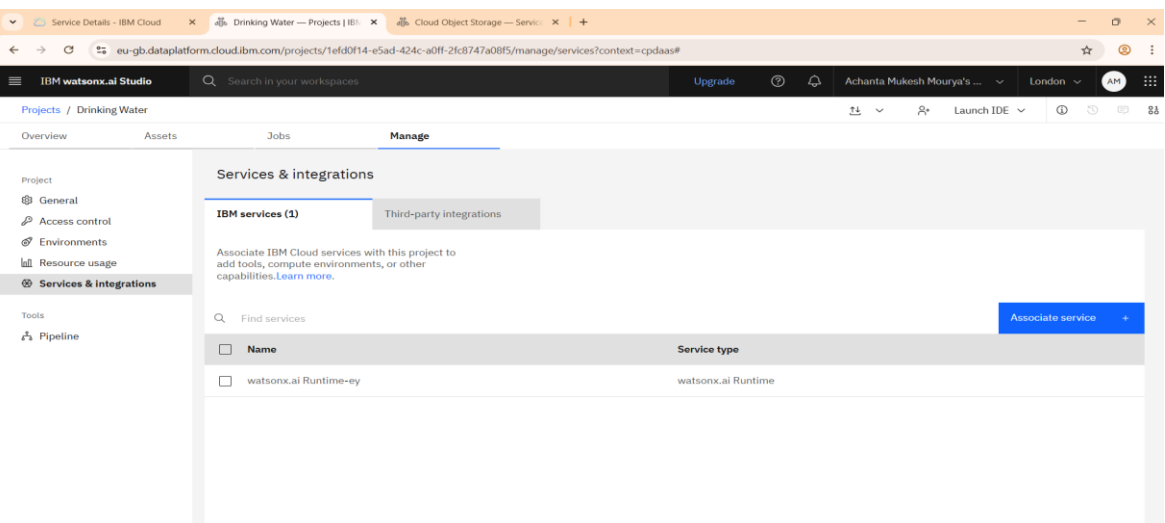 Service Details - IBM Cloud
Drinking Water — Projects | IBM
Cloud Object Storage — Service
eu-gb.dataplatform.cloud.ibm.com/projects/1efd0f14-e5ad-424c-a0ff-2fc8747a08f5/manage/services?context=cpdaas#
IBM watsonx.ai Studio
Search in your workspaces
Upgrade
Achanta Mukesh Mourya's ...
London
AM
Projects / Drinking Water
Launch IDE
Overview
Assets
Jobs
Manage
Project
General
Access control
Environments
Resource usage
Services & integrations
Tools
Pipeline
Services & integrations
IBM services (1)
Third-party integrations
Associate IBM Cloud services with this project to
add tools, compute environments, or other
capabilities.Learn more.
Find services
Associate service +
Name
Service type
watsonx.ai Runtime-ey
watsonx.ai Runtime